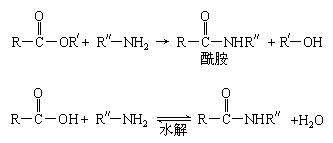 O O
R—C—OR′ + R″—NH₂ → R—C—NHR″ + R′—OH
酰胺
O O
R—C—OH + R″—NH₂ ⇌ R—C—NHR″ +H₂O
水解